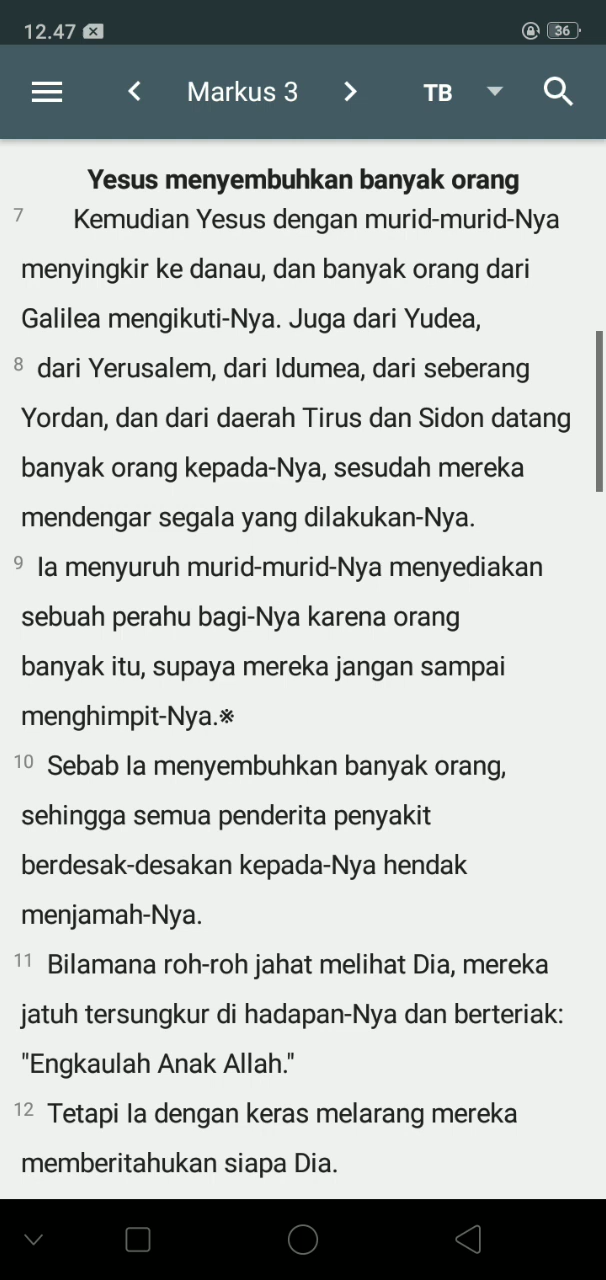 12.47
36
Markus 3
TB
Yesus menyembuhkan banyak orang
7 Kemudian Yesus dengan murid-murid-Nya
menyingkir ke danau, dan banyak orang dari
Galilea mengikuti-Nya. Juga dari Yudea,
8 dari Yerusalem, dari Idumea, dari seberang
Yordan, dan dari daerah Tirus dan Sidon datang
banyak orang kepada-Nya, sesudah mereka
mendengar segala yang dilakukan-Nya.
9 Ia menyuruh murid-murid-Nya menyediakan
sebuah perahu bagi-Nya karena orang
banyak itu, supaya mereka jangan sampai
menghimpit-Nya.※
10 Sebab Ia menyembuhkan banyak orang,
sehingga semua penderita penyakit
berdesak-desakan kepada-Nya hendak
menjamah-Nya.
11 Bilamana roh-roh jahat melihat Dia, mereka
jatuh tersungkur di hadapan-Nya dan berteriak:
"Engkaulah Anak Allah."
12 Tetapi Ia dengan keras melarang mereka
memberitahukan siapa Dia.